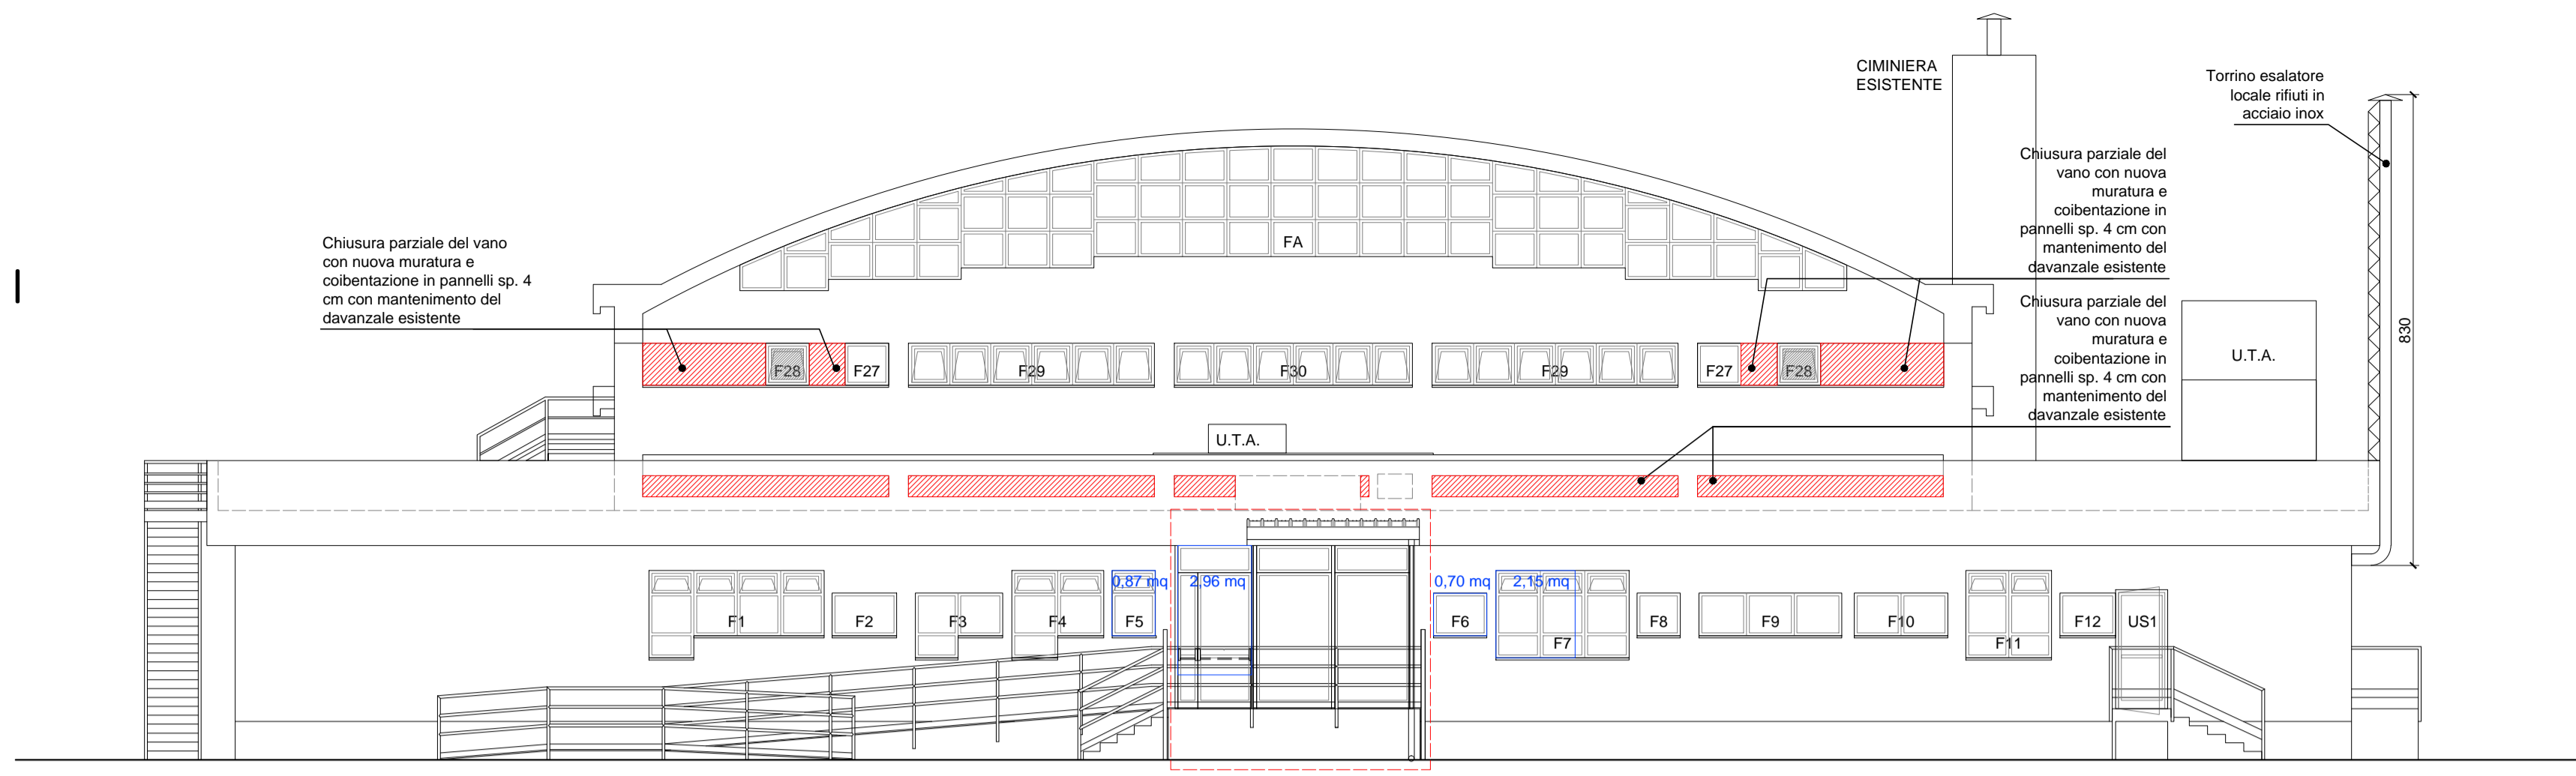 CIMINIERA
ESISTENTE
Torrino esalatore
locale rifiuti in
acciaio inox
Chiusura parziale del
vano con nuova
muratura e
coibentazione in
pannelli sp. 4 cm con
mantenimento del
davanzale esistente
Chiusura parziale del vano
con nuova muratura e
coibentazione in pannelli sp. 4
cm con mantenimento del
davanzale esistente
FA
Chiusura parziale del
vano con nuova
muratura e
coibentazione in
pannelli sp. 4 cm con
mantenimento del
davanzale esistente
830
U.T.A.
F28
F27
F29
F30
F29
F27
F28
U.T.A.
0,87 mq
2,96 mq
0,70 mq
2,15 mq
F1
F2
F3
F4
F5
F6
F7
F8
F9
F10
F11
F12
US1